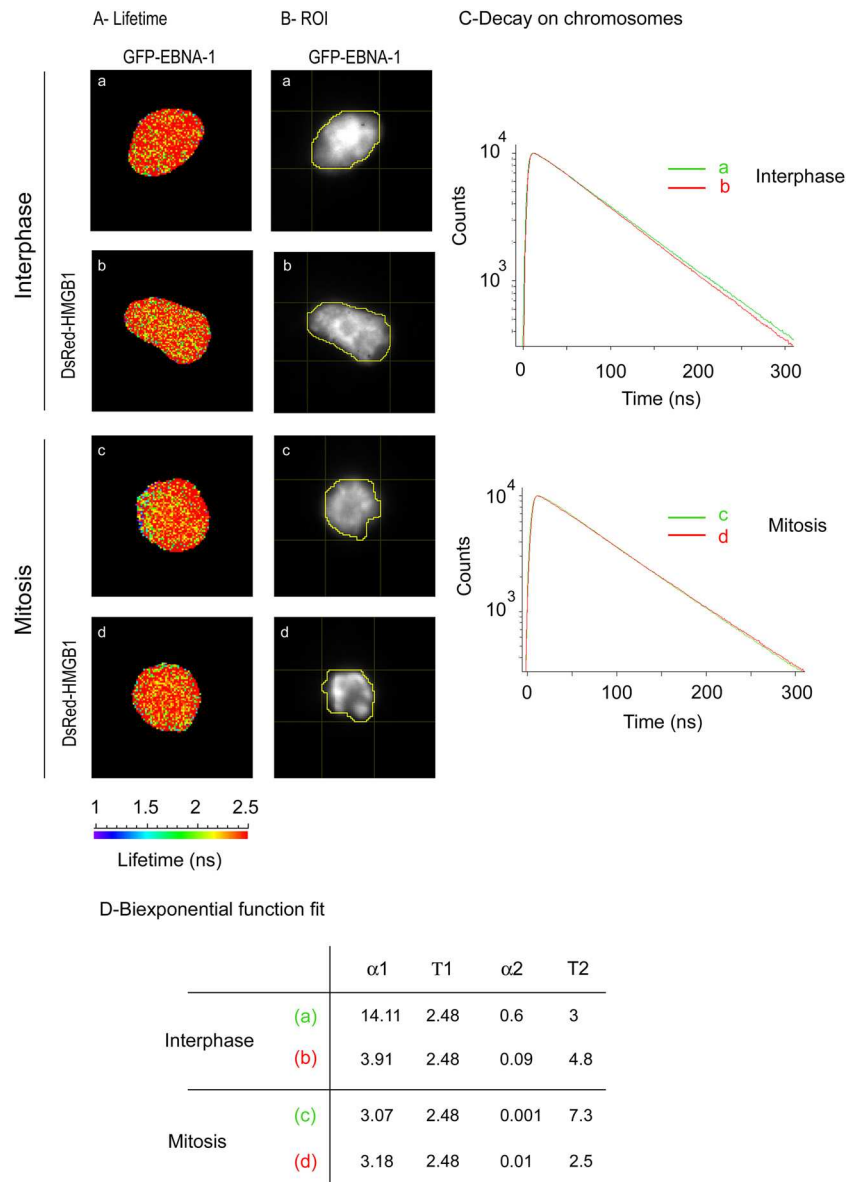 A- Lifetime
B- ROI
C-Decay on chromosomes
GFP-EBNA-1
GFP-EBNA-1
Interphase
a
a
DsRed-HMGB1
b
b
Mitosis
c
c
DsRed-HMGB1
d
d
1 1.5 2 2.5
Lifetime (ns)
Counts
10^4
10^3
a
b
Interphase
0 100 200 300
Time (ns)
Counts
10^4
10^3
c
d
Mitosis
0 100 200 300
Time (ns)
D-Biexponential function fit
α1 T1 α2 T2
Interphase
(a) 14.11 2.48 0.6 3
(b) 3.91 2.48 0.09 4.8
Mitosis
(c) 3.07 2.48 0.001 7.3
(d) 3.18 2.48 0.01 2.5